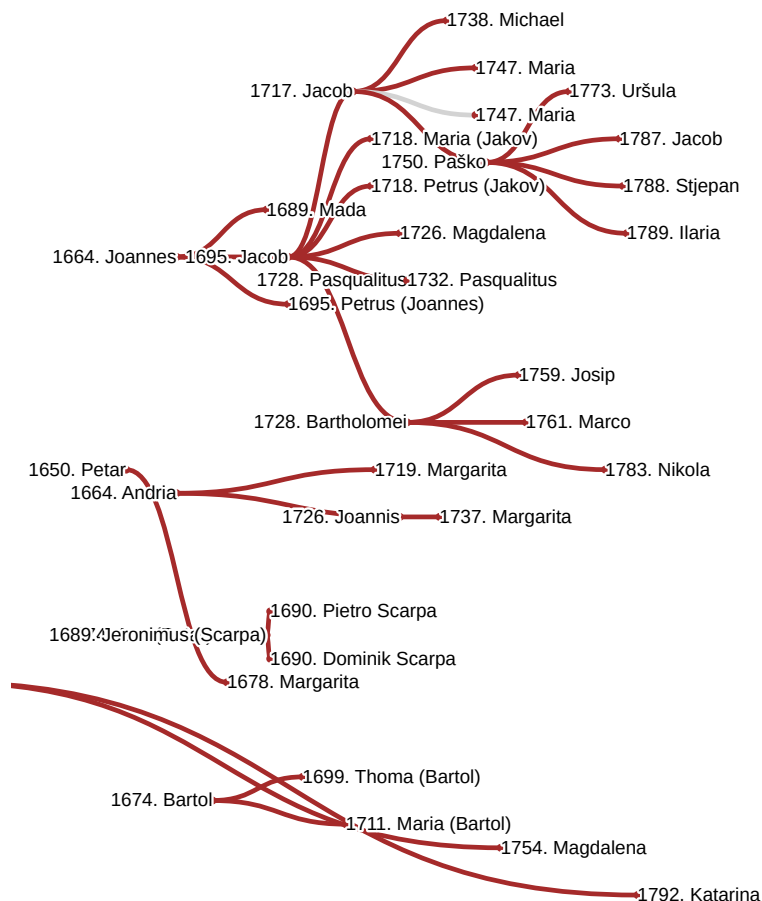 1738. Michael
1747. Maria
1717. Jacob
1773. Uršula
1747. Maria
1718. Maria (Jakov)
1787. Jacob
1750. Paško
1718. Petrus (Jakov)
1788. Stjepan
1689. Mada
1726. Magdalena
1789. Ilaria
1664. Joannes
1695. Jacob
1728. Pasqualitus
1732. Pasqualitus
1695. Petrus (Joannes)
1759. Josip
1728. Bartholomei
1761. Marco
1650. Petar
1719. Margarita
1783. Nikola
1664. Andria
1726. Joannis
1737. Margarita
1690. Pietro Scarpa
Jeronimus (Scarpa)
1690. Dominik Scarpa
1678. Margarita
1699. Thoma (Bartol)
1674. Bartol
1711. Maria (Bartol)
1754. Magdalena
1792. Katarina